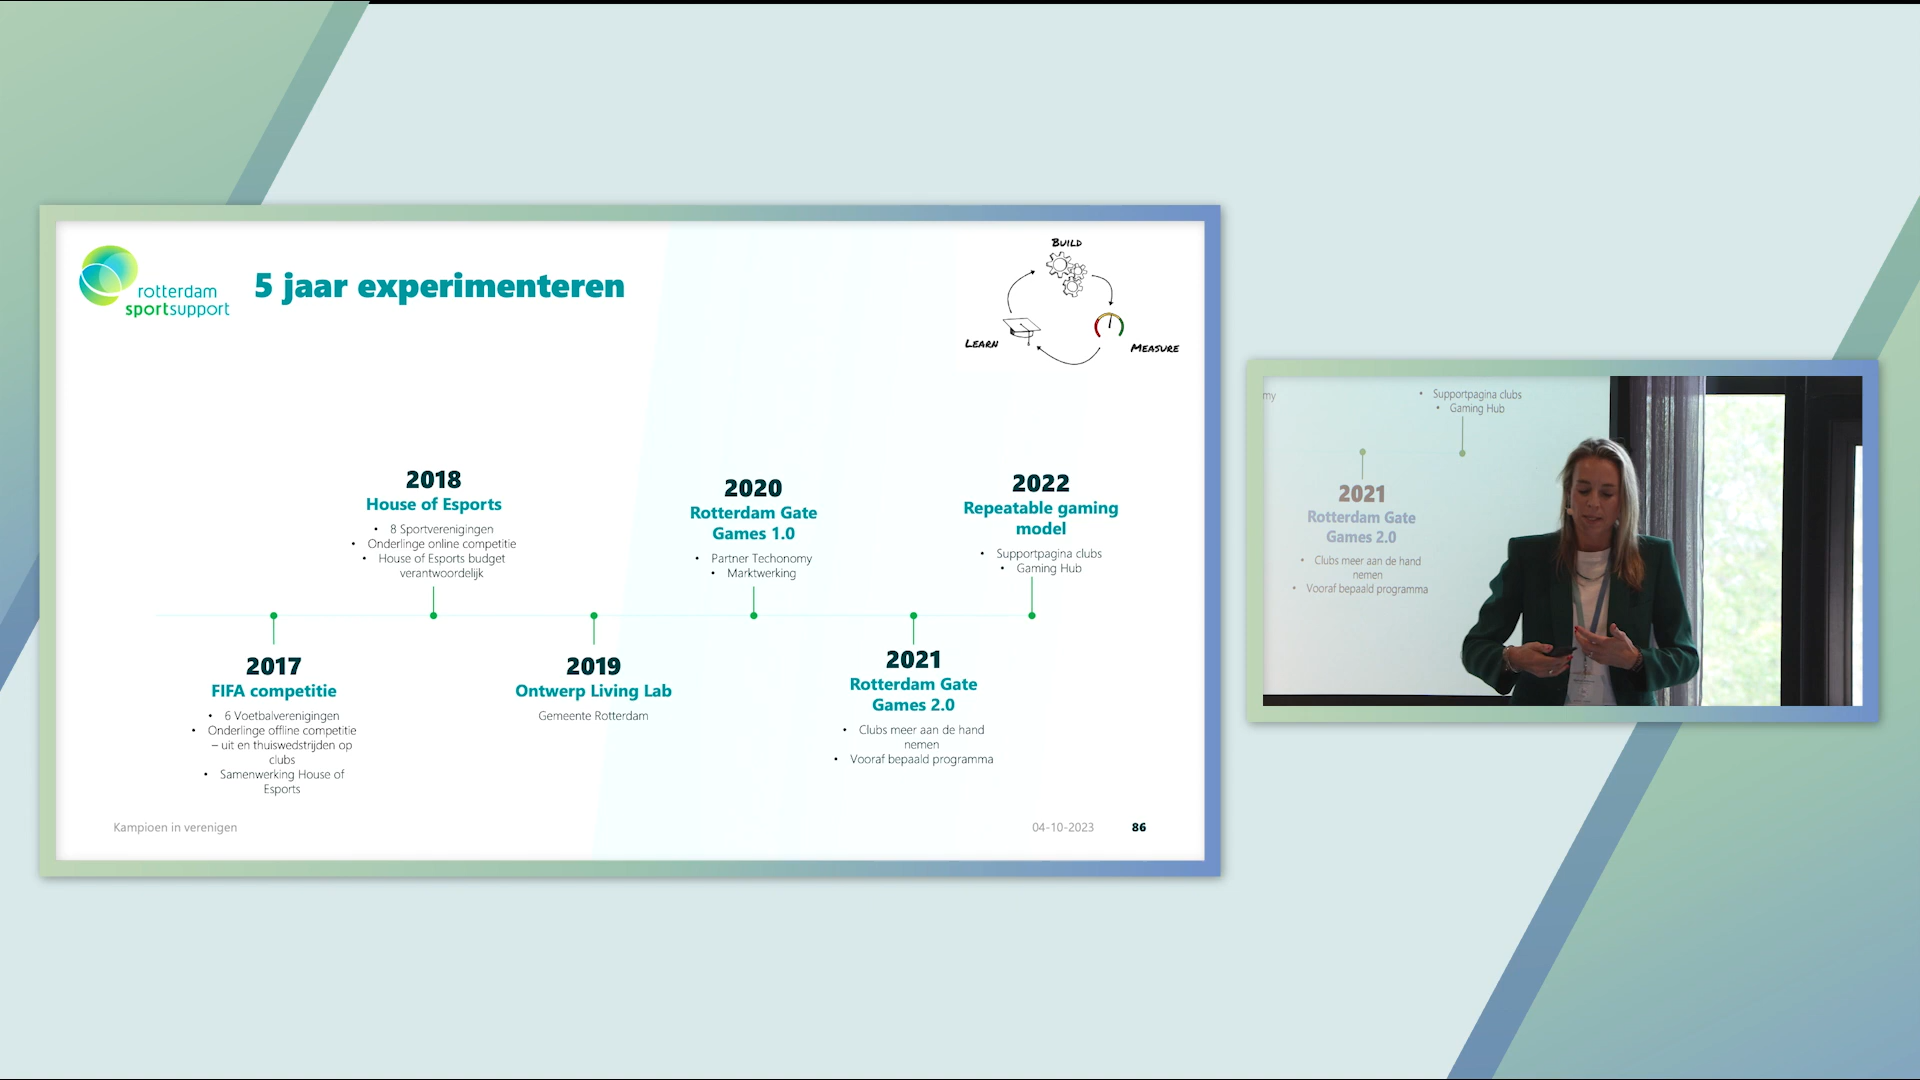 rotterdam
sportsupport
5 jaar experimenteren
BUILD
LEARN
MEASURE
2018
House of Esports
• 8 Sportverenigingen
• Onderlinge online competitie
• House of Esports budget
verantwoordelijk
2020
Rotterdam Gate
Games 1.0
• Partner Techonomy
• Marktwerking
2022
Repeatable gaming
model
• Supportpagina clubs
• Gaming Hub
2017
FIFA competitie
• 6 Voetbalverenigingen
• Onderlinge offline competitie
– uit en thuiswedstrijden op
clubs
• Samenwerking House of
Esports
2019
Ontwerp Living Lab
Gemeente Rotterdam
2021
Rotterdam Gate
Games 2.0
• Clubs meer aan de hand
nemen
• Vooraf bepaald programma
Kampioen in verenigen
04-10-2023
86
my
• Supportpagina clubs
• Gaming Hub
2021
Rotterdam Gate
Games 2.0
• Clubs meer aan de hand
nemen
• Vooraf bepaald programma